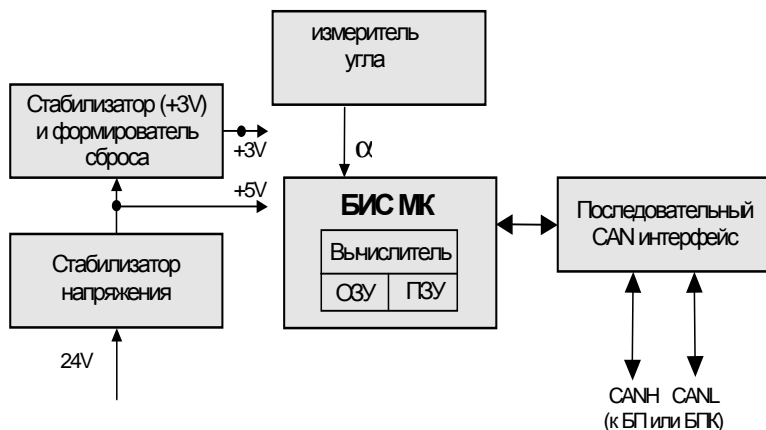 измеритель
угла
Стабилизатор (+3V)
и формирователь
сброса
+3V
α
+5V
БИС МК
Вычислитель
ОЗУ
ПЗУ
Последовательный
CAN интерфейс
Стабилизатор
напряжения
24V
CANH CANL
(к БП или БПК)